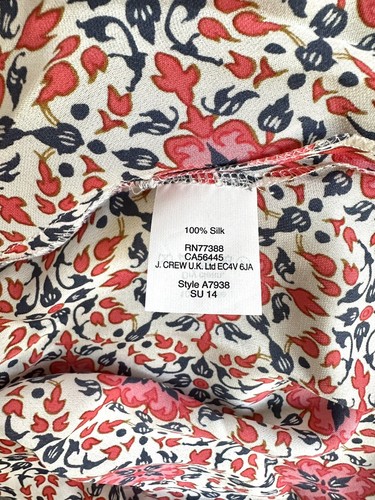 100% Silk
RN77388
CA56445
J. CREW U.K. Ltd EC4V 6JA
Style A7938
SU 14